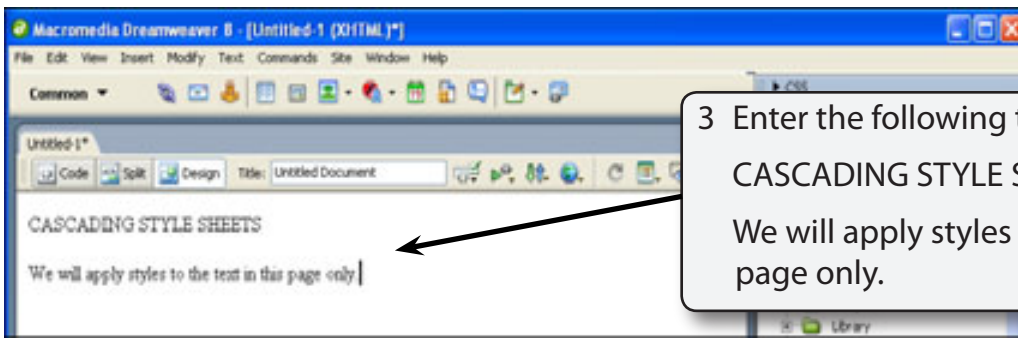 Macromedia Dreamweaver 8 - [Untitled-1 (XHTML)*]
File Edit View Insert Modify Text Commands Site Window Help
Common
CSS
Untitled-1*
Code Split Design Title: Untitled Document
CASCADING STYLE SHEETS
We will apply styles to the text in this page only.
3 Enter the following
CASCADING STYLE
We will apply styles
page only.
Library